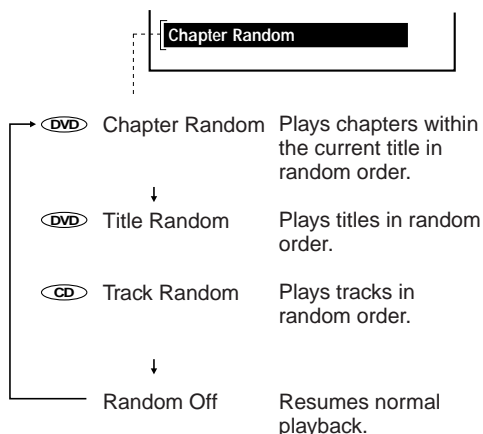 Chapter Random
DVD Chapter Random Plays chapters within
the current title in
random order.
DVD Title Random Plays titles in random
order.
CD Track Random Plays tracks in
random order.
Random Off Resumes normal
playback.